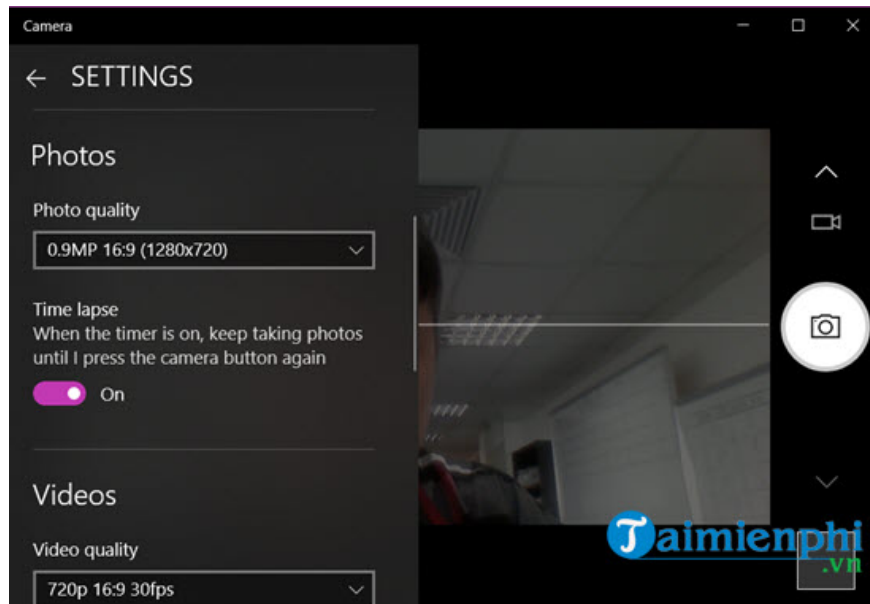 Camera
SETTINGS
Photos
Photo quality
0.9MP 16:9 (1280x720)
Time lapse
When the timer is on, keep taking photos
until I press the camera button again
On
Videos
Video quality
720p 16:9 30fps
Taimienphi
.vn